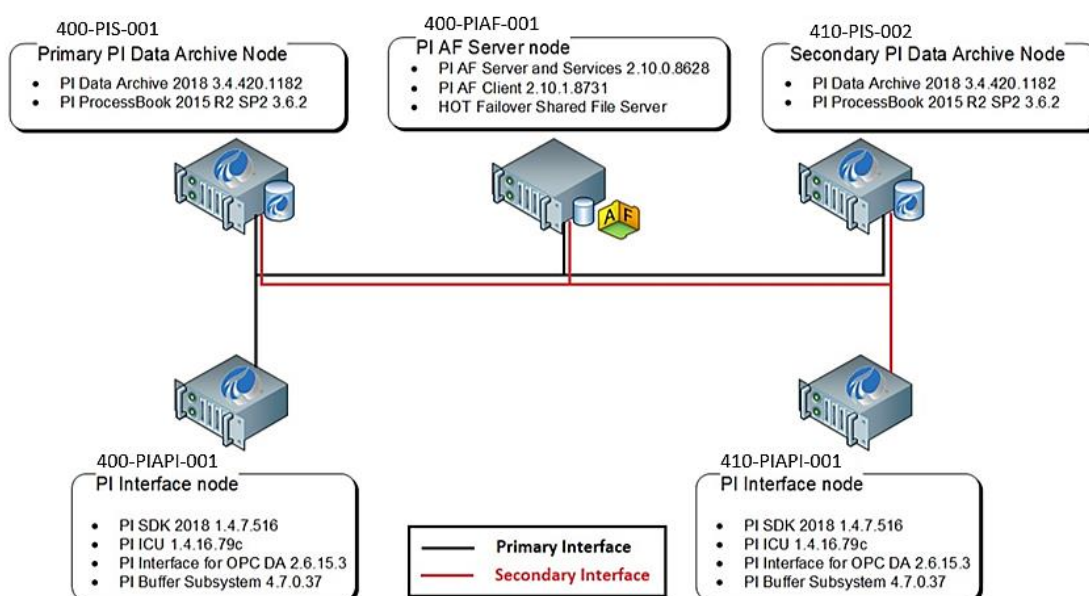 400-PIS-001
Primary PI Data Archive Node
• PI Data Archive 2018 3.4.420.1182
• PI ProcessBook 2015 R2 SP2 3.6.2
400-PIAF-001
PI AF Server node
• PI AF Server and Services 2.10.0.8628
• PI AF Client 2.10.1.8731
• HOT Failover Shared File Server
410-PIS-002
Secondary PI Data Archive Node
• PI Data Archive 2018 3.4.420.1182
• PI ProcessBook 2015 R2 SP2 3.6.2
A F
400-PIAPI-001
PI Interface node
• PI SDK 2018 1.4.7.516
• PI ICU 1.4.16.79c
• PI Interface for OPC DA 2.6.15.3
• PI Buffer Subsystem 4.7.0.37
Primary Interface
Secondary Interface
410-PIAPI-001
PI Interface node
• PI SDK 2018 1.4.7.516
• PI ICU 1.4.16.79c
• PI Interface for OPC DA 2.6.15.3
• PI Buffer Subsystem 4.7.0.37